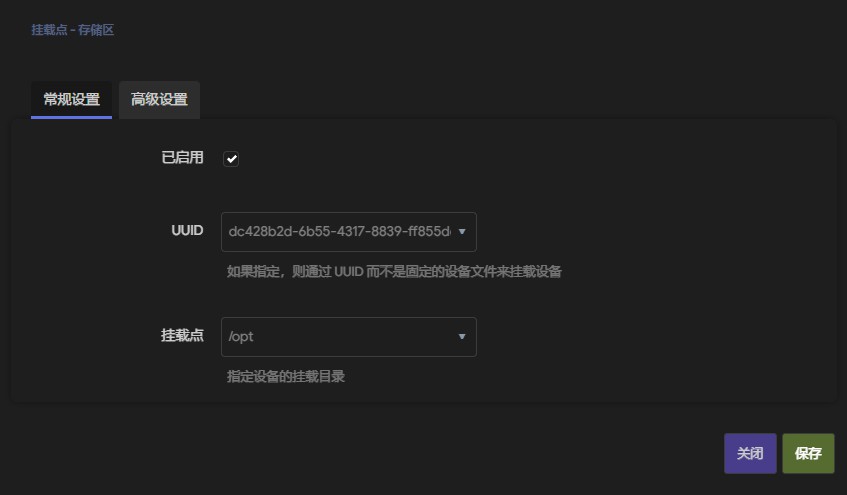 挂载点 - 存储区
常规设置 高级设置
已启用
UUID dc428b2d-6b55-4317-8839-ff855d
如果指定，则通过 UUID 而不是固定的设备文件来挂载设备
挂载点 /opt
指定设备的挂载目录
关闭 保存